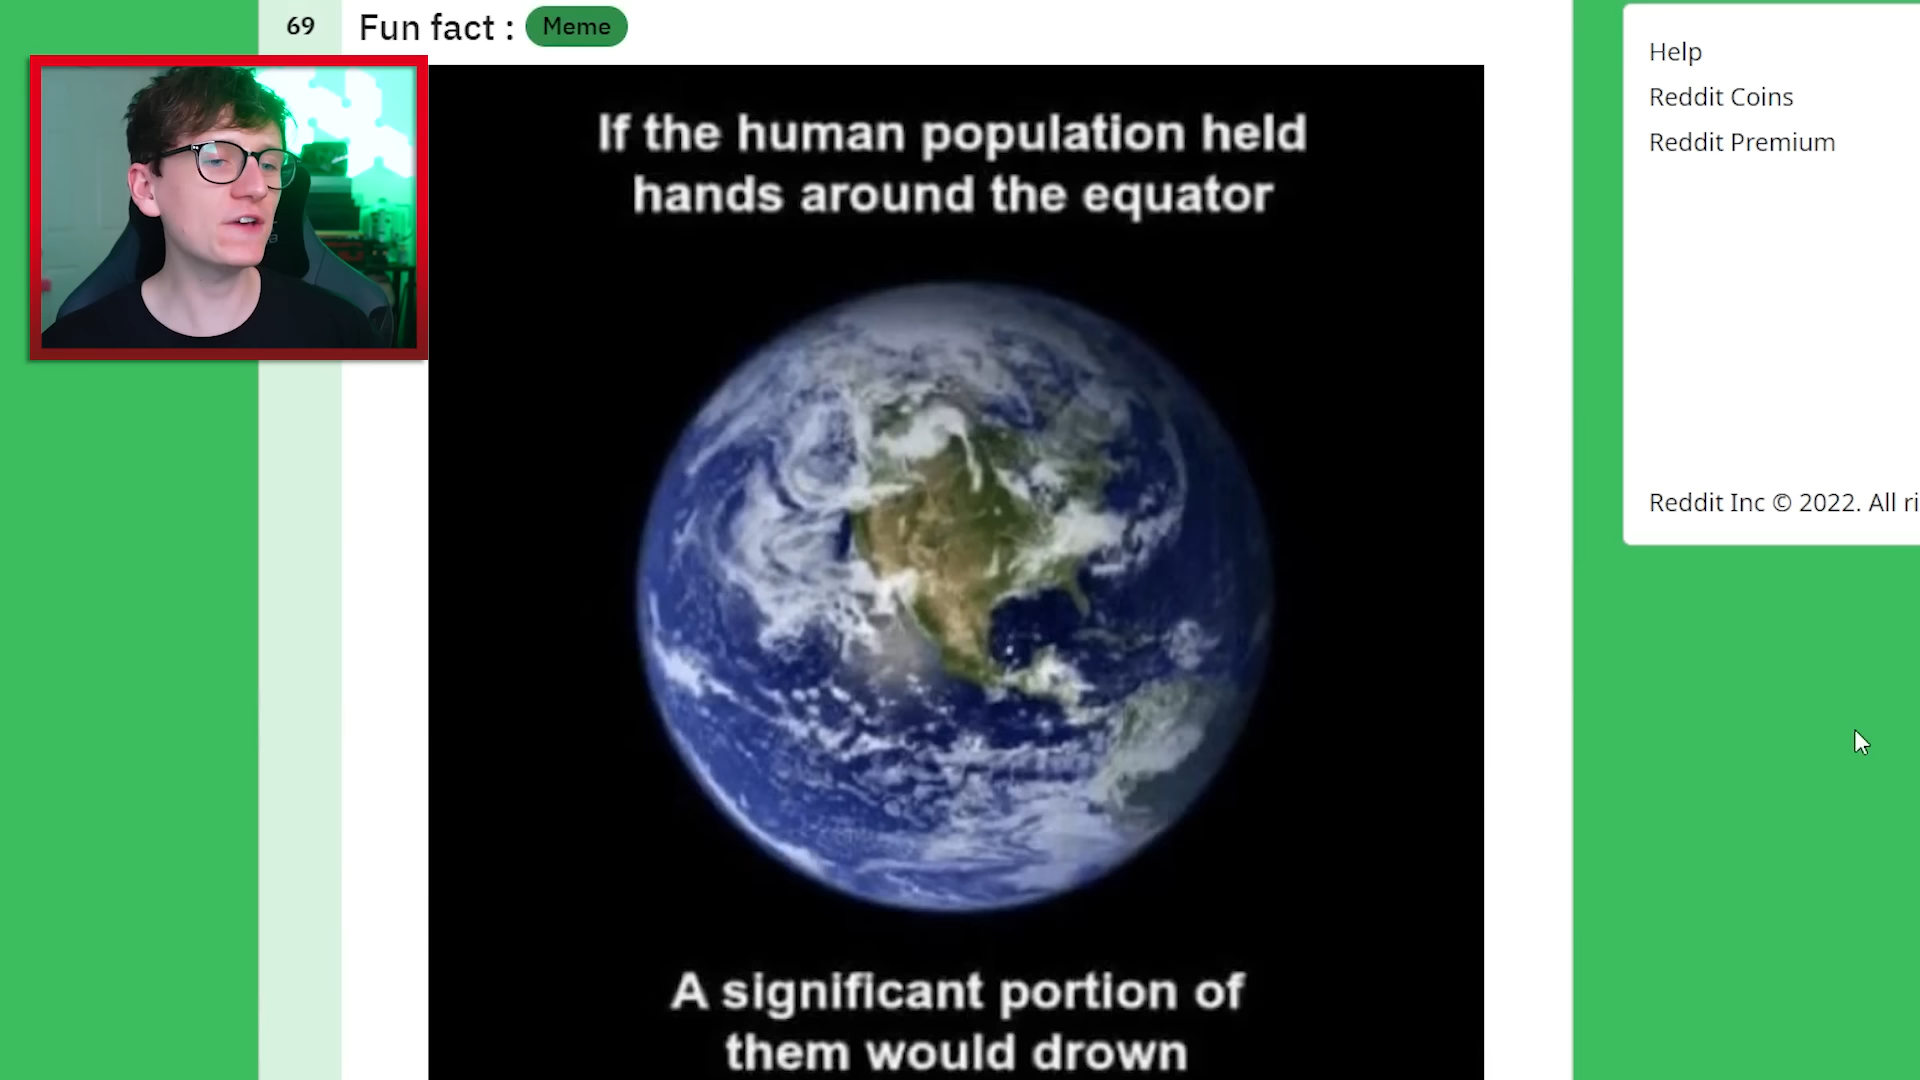 69
Fun fact :
Meme
If the human population held
hands around the equator
A significant portion of
them would drown
Help
Reddit Coins
Reddit Premium
Reddit Inc © 2022. All ri